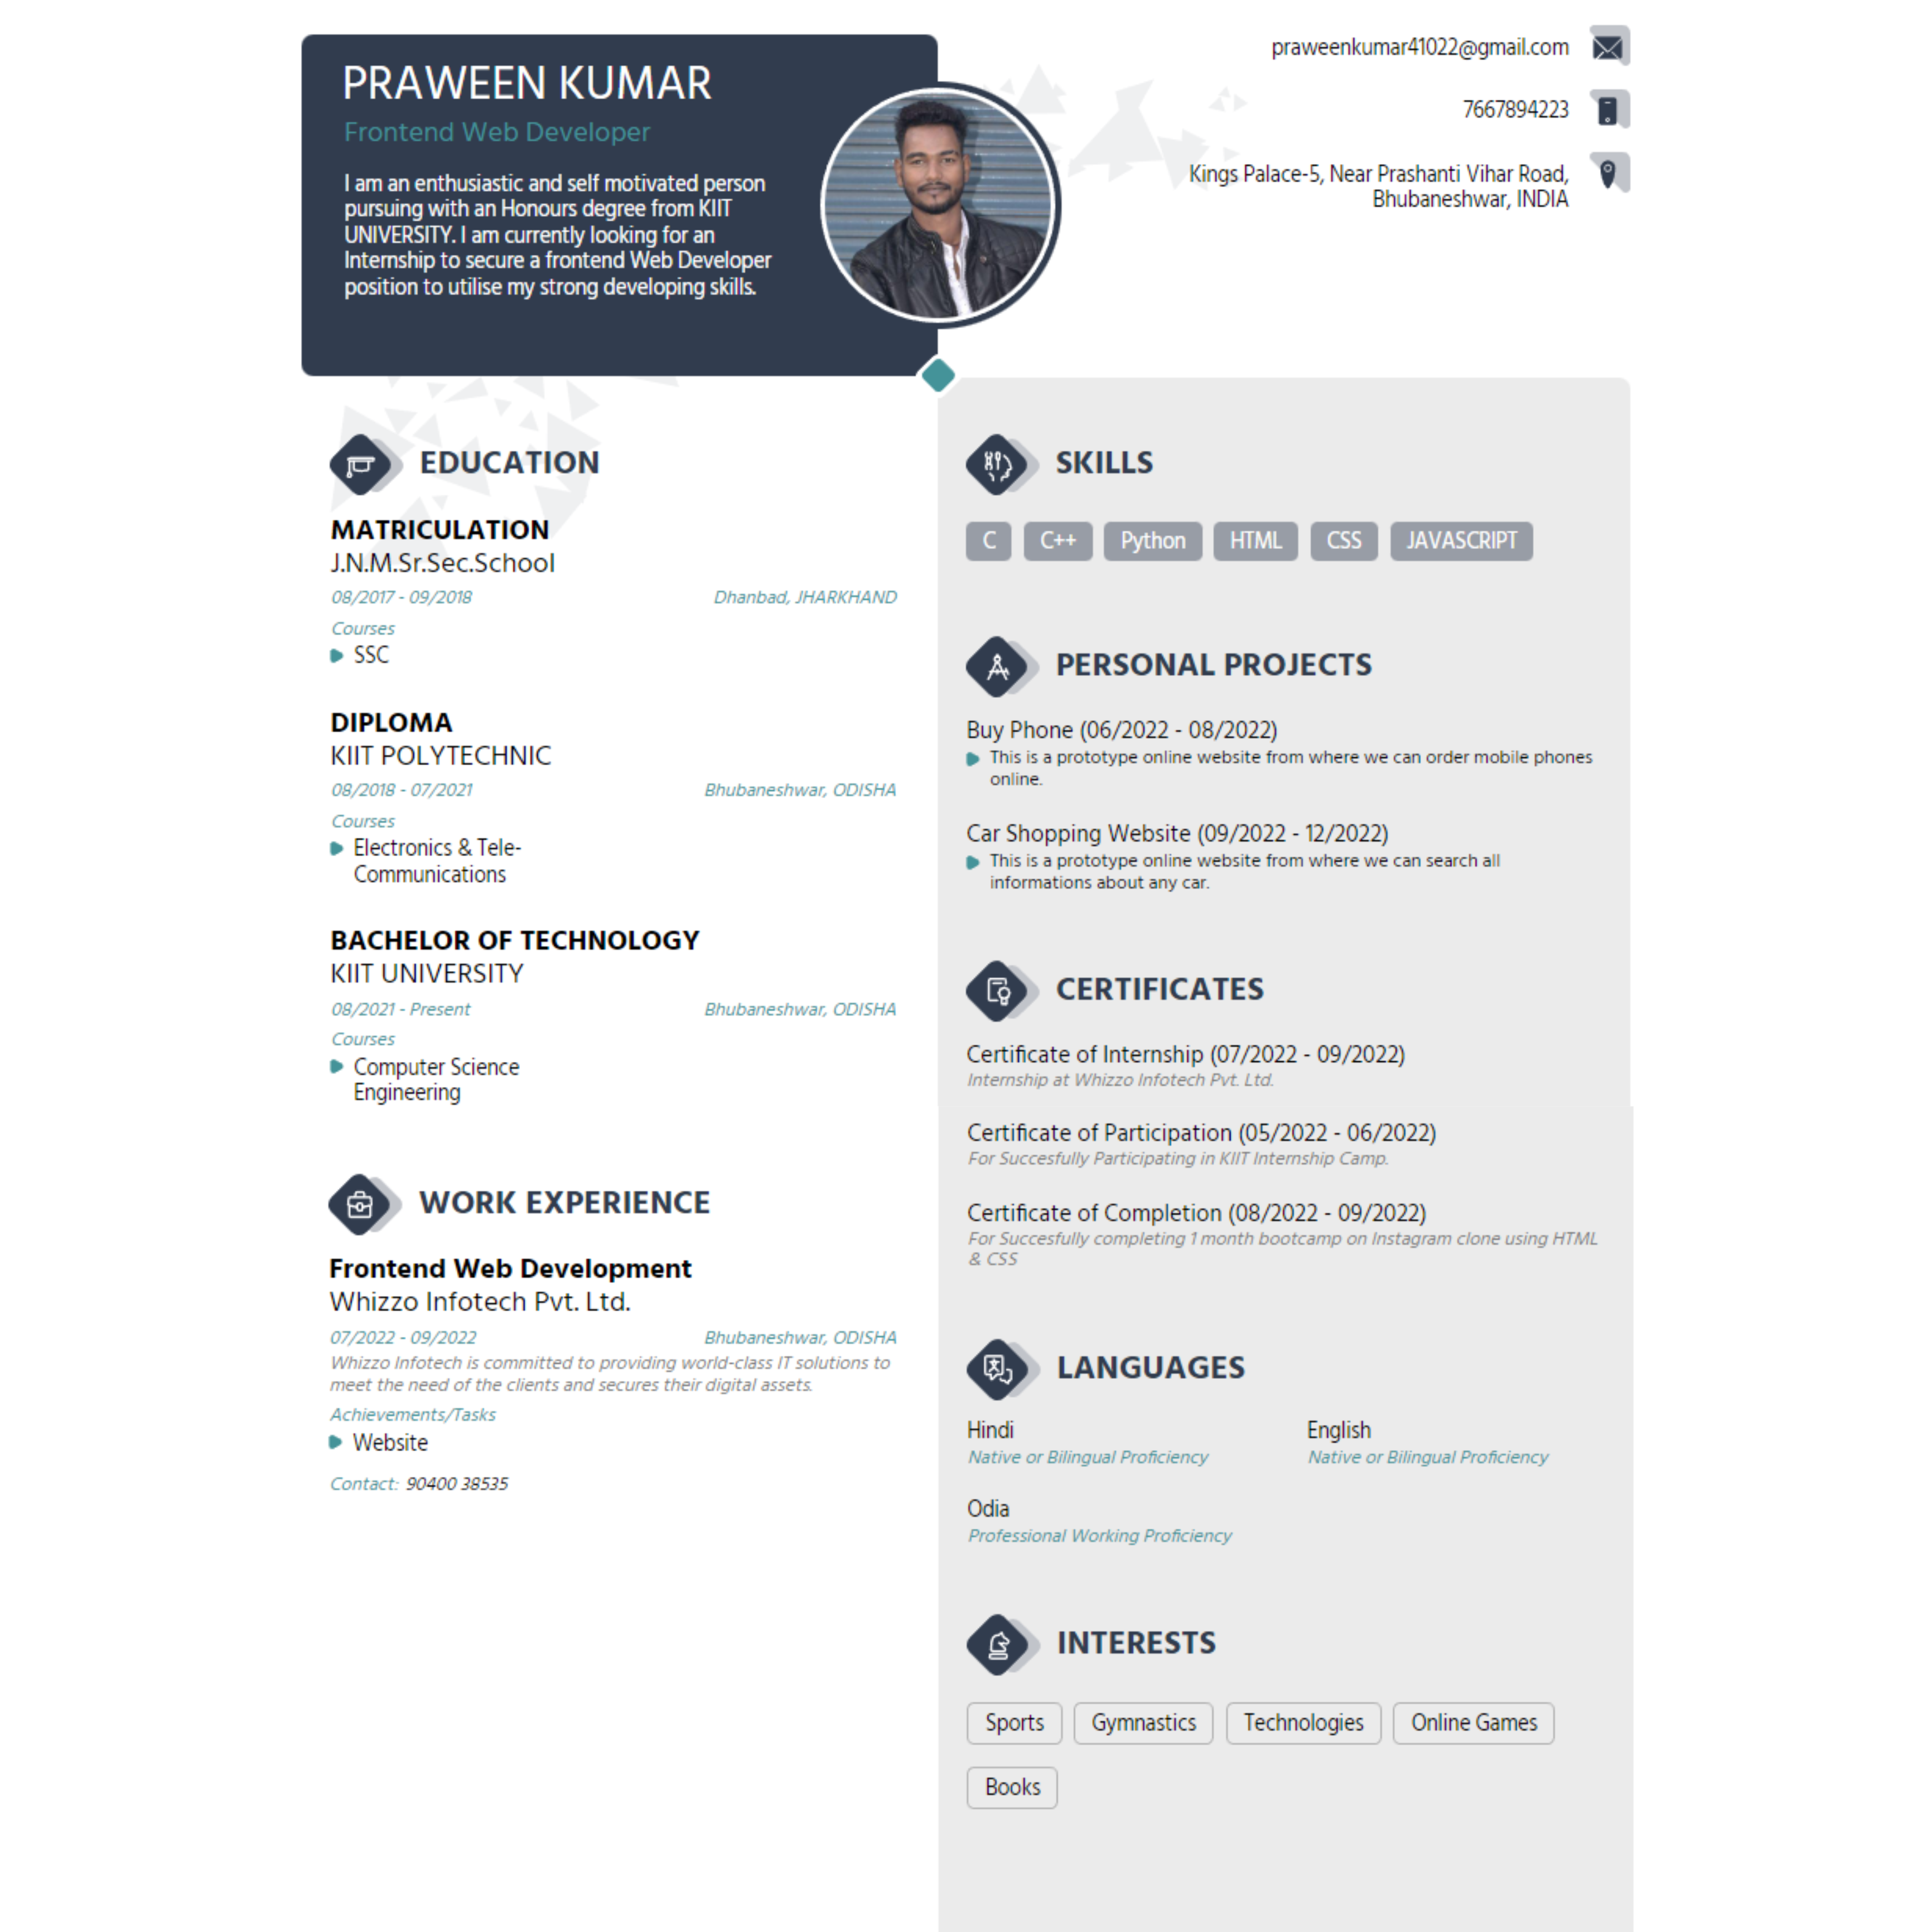 PRAWEEN KUMAR
Frontend Web Developer
I am an enthusiastic and self motivated person
pursuing with an Honours degree from KIIT
UNIVERSITY. I am currently looking for an
Internship to secure a frontend Web Developer
position to utilise my strong developing skills.
praweenkumar41022@gmail.com
7667894223
Kings Palace-5, Near Prashanti Vihar Road,
Bhubaneshwar, INDIA
EDUCATION
MATRICULATION
J.N.M.Sr.Sec.School
08/2017 - 09/2018 Dhanbad, JHARKHAND
Courses
SSC
DIPLOMA
KIIT POLYTECHNIC
08/2018 - 07/2021 Bhubaneshwar, ODISHA
Courses
Electronics & Tele-
Communications
BACHELOR OF TECHNOLOGY
KIIT UNIVERSITY
08/2021 - Present Bhubaneshwar, ODISHA
Courses
Computer Science
Engineering
WORK EXPERIENCE
Frontend Web Development
Whizzo Infotech Pvt. Ltd.
07/2022 - 09/2022 Bhubaneshwar, ODISHA
Whizzo Infotech is committed to providing world-class IT solutions to
meet the need of the clients and secures their digital assets.
Achievements/Tasks
Website
Contact: 90400 38535
SKILLS
C C++ Python HTML CSS JAVASCRIPT
PERSONAL PROJECTS
Buy Phone (06/2022 - 08/2022)
This is a prototype online website from where we can order mobile phones
online.
Car Shopping Website (09/2022 - 12/2022)
This is a prototype online website from where we can search all
informations about any car.
CERTIFICATES
Certificate of Internship (07/2022 - 09/2022)
Internship at Whizzo Infotech Pvt. Ltd.
Certificate of Participation (05/2022 - 06/2022)
For Succesfully Participating in KIIT Internship Camp.
Certificate of Completion (08/2022 - 09/2022)
For Succesfully completing 1 month bootcamp on Instagram clone using HTML
& CSS
LANGUAGES
Hindi English
Native or Bilingual Proficiency Native or Bilingual Proficiency
Odia
Professional Working Proficiency
INTERESTS
Sports Gymnastics Technologies Online Games
Books